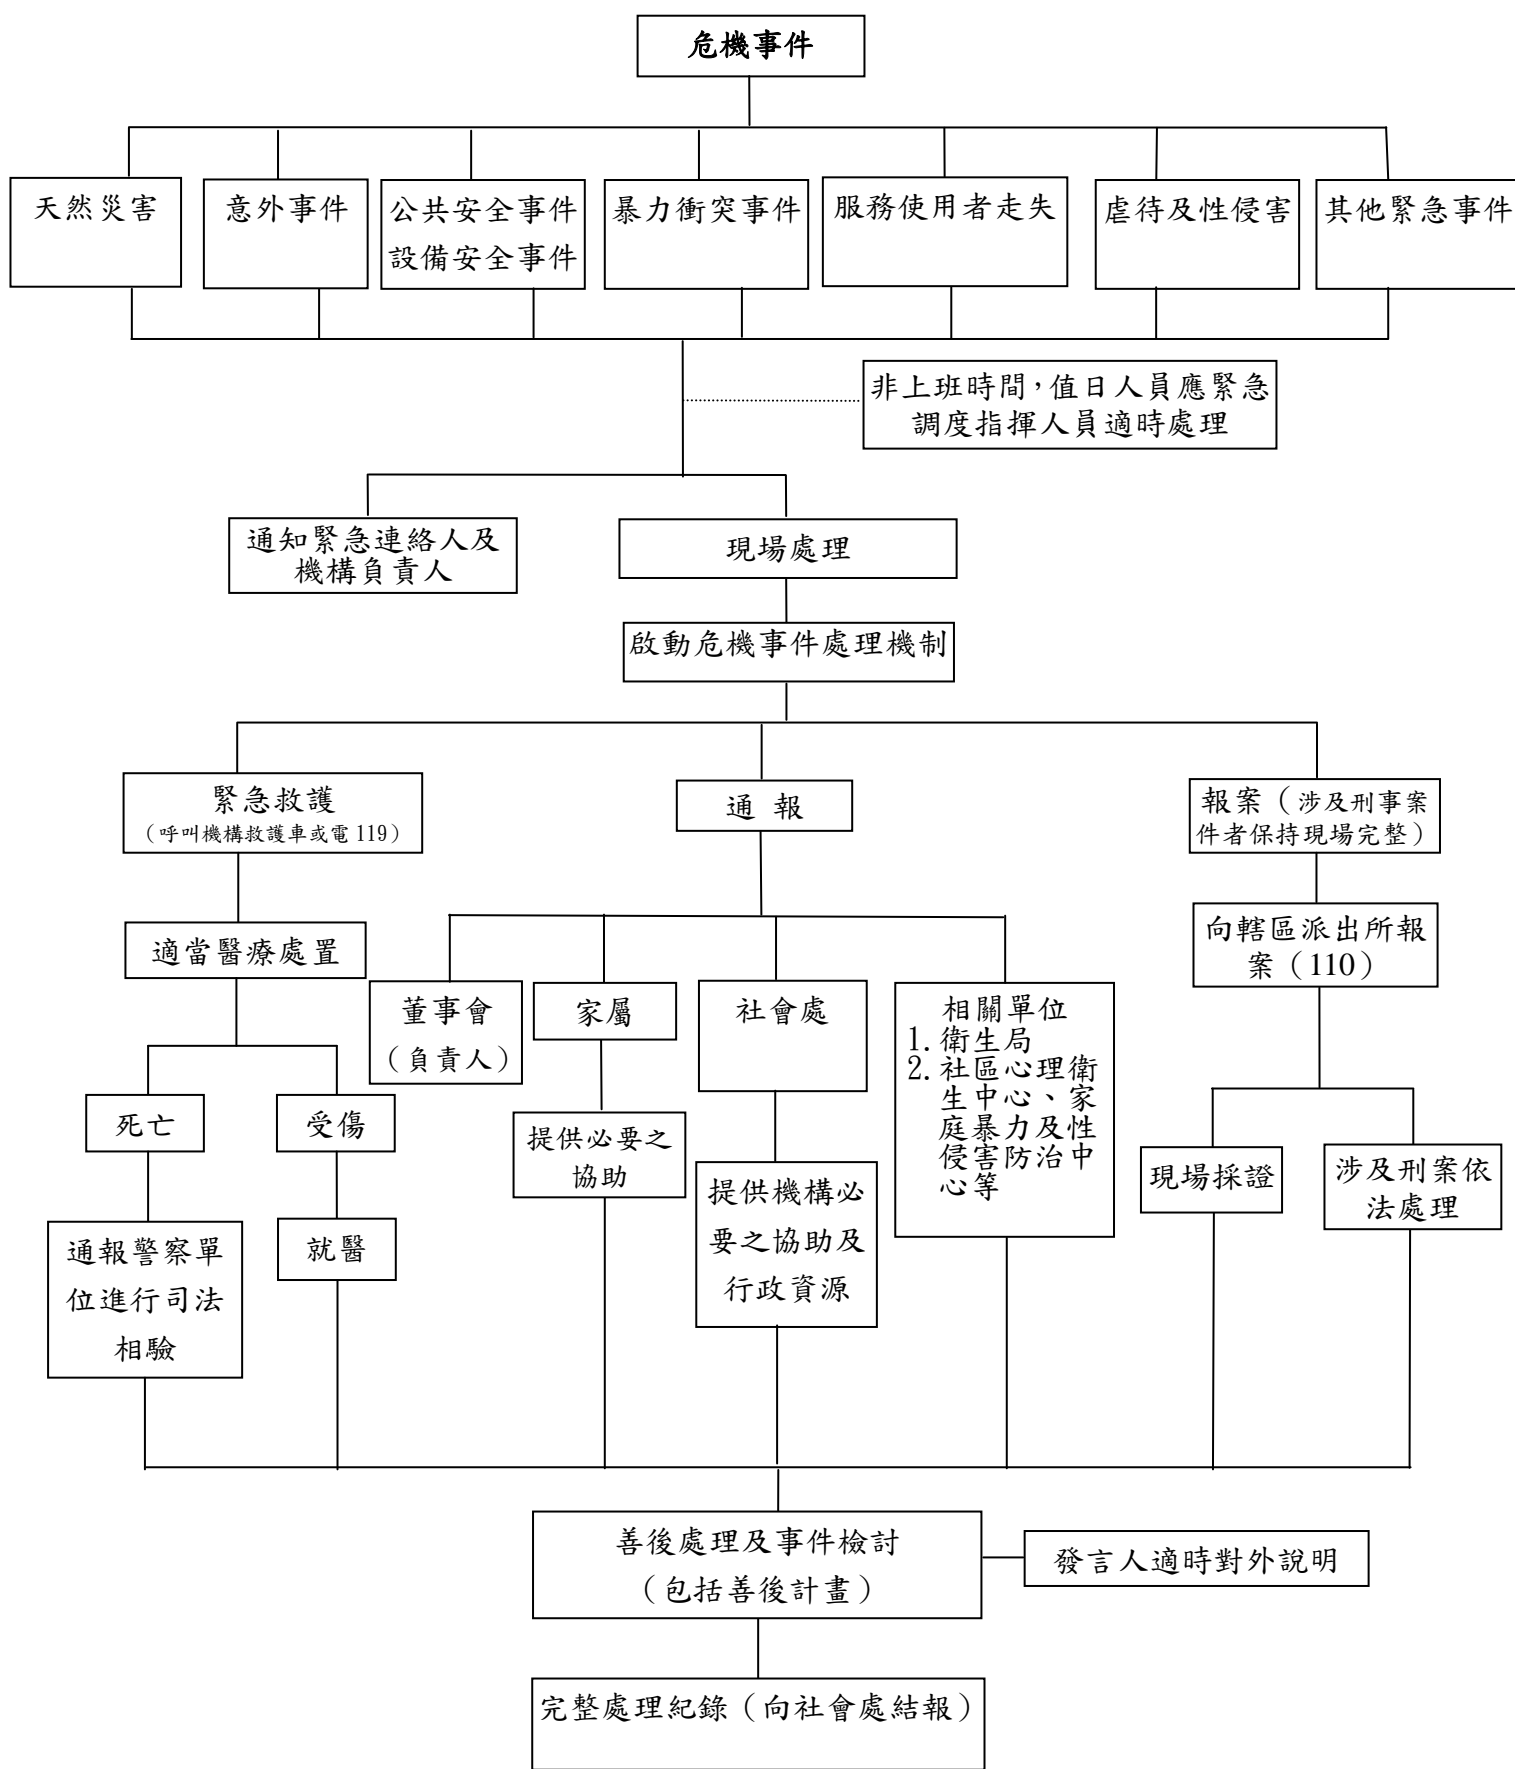 危機事件
天然災害
意外事件
公共安全事件
設備安全事件
暴力衝突事件
服務使用者走失
虐待及性侵害
其他緊急事件
非上班時間，值日人員應緊急
調度指揮人員適時處理
通知緊急連絡人及
機構負責人
現場處理
啟動危機事件處理機制
緊急救護
（呼叫機構救護車或電119）
通 報
報案（涉及刑事案
件者保持現場完整）
適當醫療處置
向轄區派出所報
案（110）
董事會
（負責人）
家屬
社會處
相關單位
1. 衛生局
2. 社區心理衛
生中心、家
庭暴力及性
侵害防治中
心等
死亡
受傷
提供必要之
協助
現場採證
涉及刑案依
法處理
提供機構必
要之協助及
行政資源
通報警察單
位進行司法
相驗
就醫
善後處理及事件檢討
（包括善後計畫）
發言人適時對外說明
完整處理紀錄（向社會處結報）